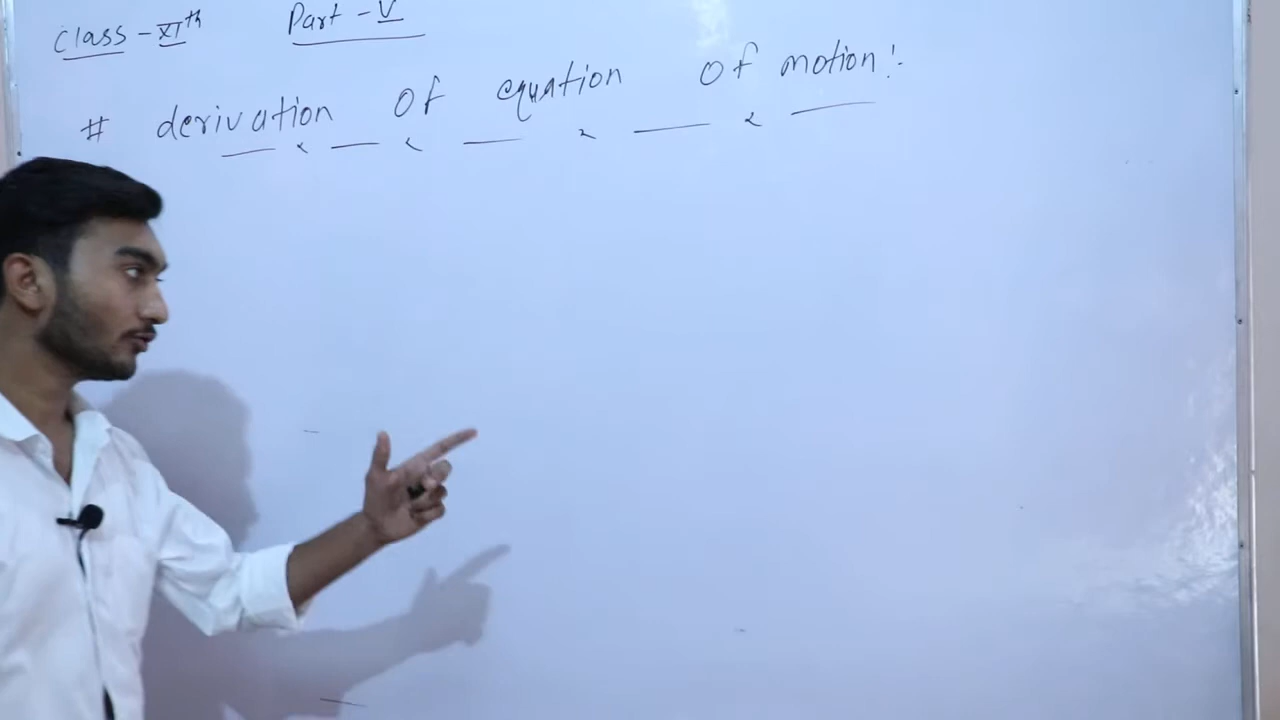 Class - XIth Part - V
# derivation Of equation Of motion :-